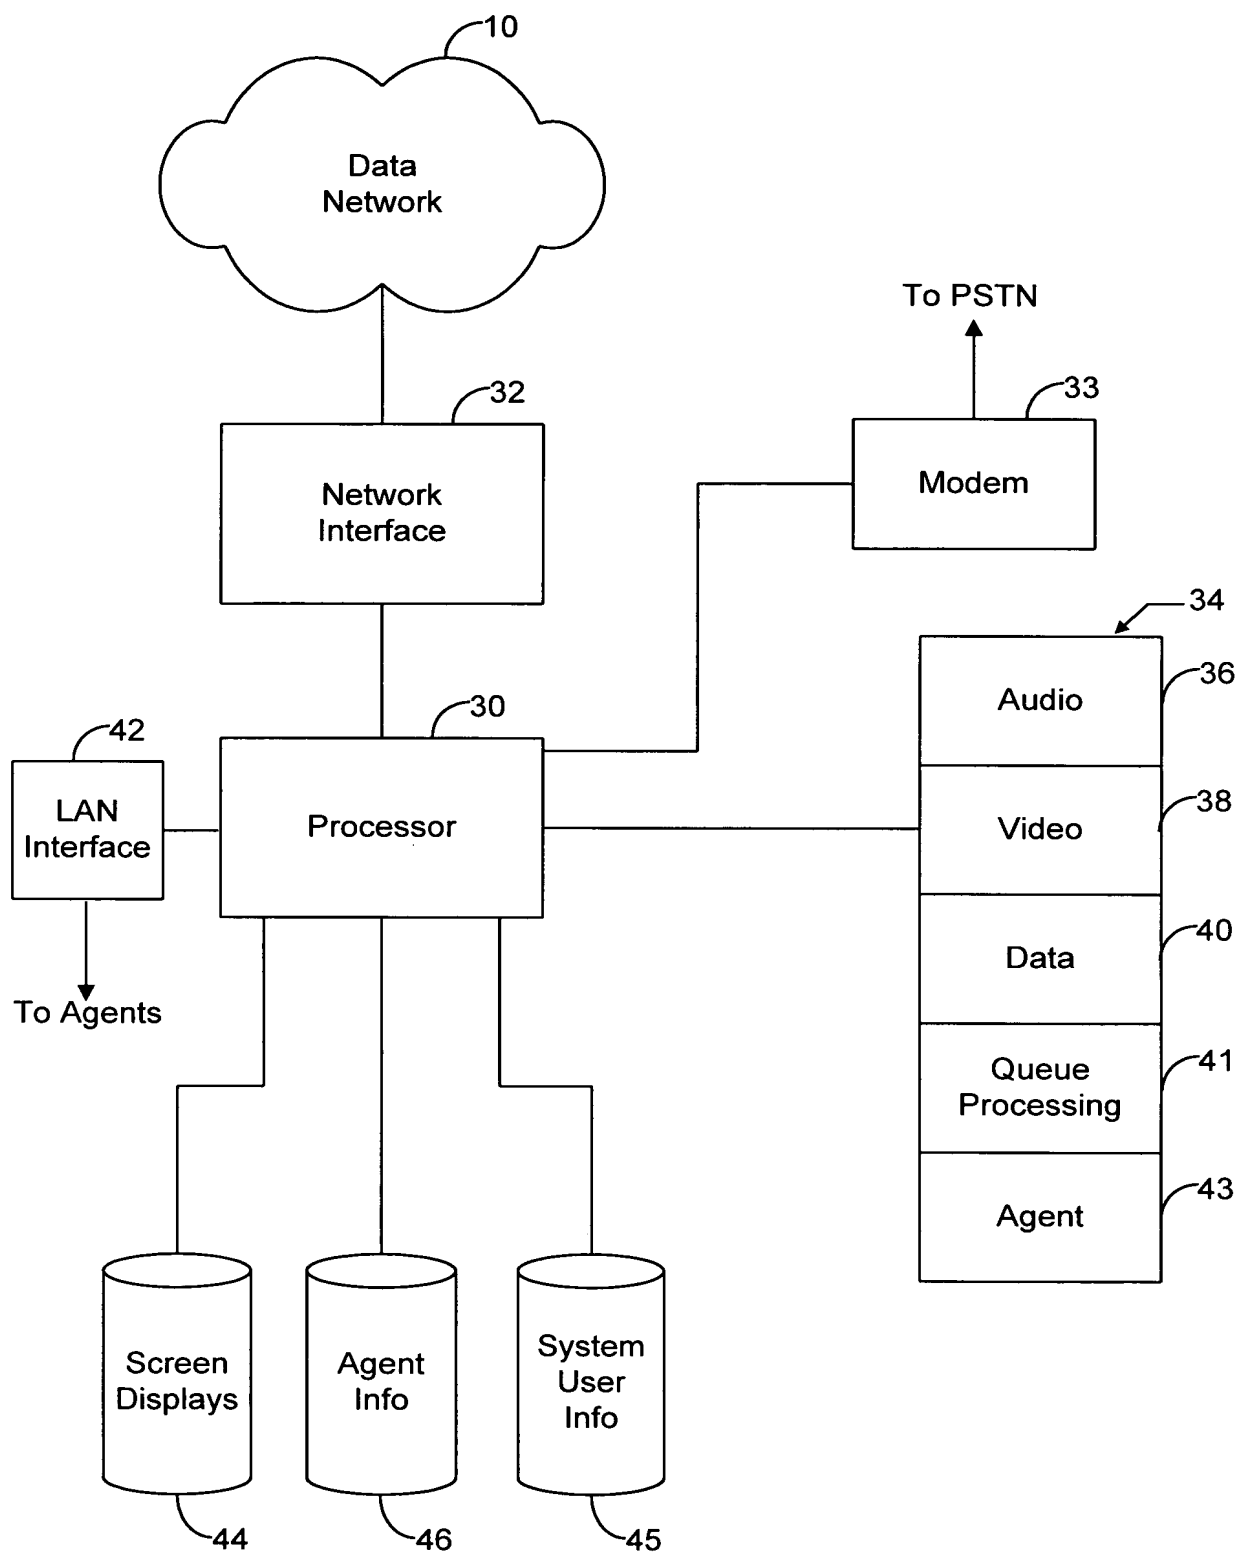 10
Data
Network
To PSTN
32
33
Network
Interface
Modem
34
36
Audio
30
42
LAN
Interface
Processor
38
Video
40
Data
To Agents
41
Queue
Processing
43
Agent
Screen
Displays
Agent
Info
System
User
Info
44
46
45